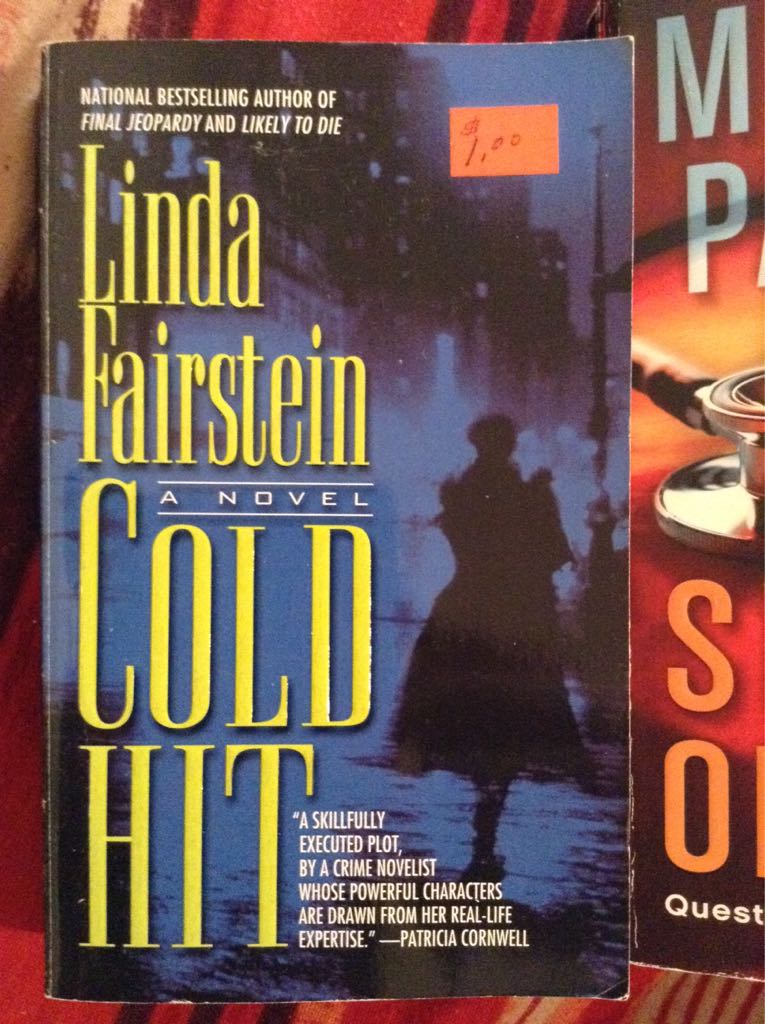 NATIONAL BESTSELLING AUTHOR OF
FINAL JEOPARDY AND LIKELY TO DIE
$
1,00
Linda
Fairstein
A NOVEL
COLD
HIT
"A SKILLFULLY
EXECUTED PLOT,
BY A CRIME NOVELIST
WHOSE POWERFUL CHARACTERS
ARE DRAWN FROM HER REAL-LIFE
EXPERTISE." —PATRICIA CORNWELL
M
PA
S
O
Quest